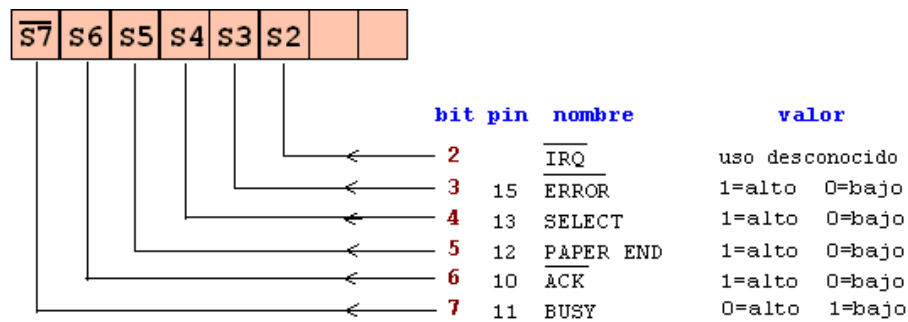 S7 S6 S5 S4 S3 S2
bit pin nombre valor
2 IRQ uso desconocido
3 15 ERROR 1=alto 0=bajo
4 13 SELECT 1=alto 0=bajo
5 12 PAPER END 1=alto 0=bajo
6 10 ACK 1=alto 0=bajo
7 11 BUSY 0=alto 1=bajo